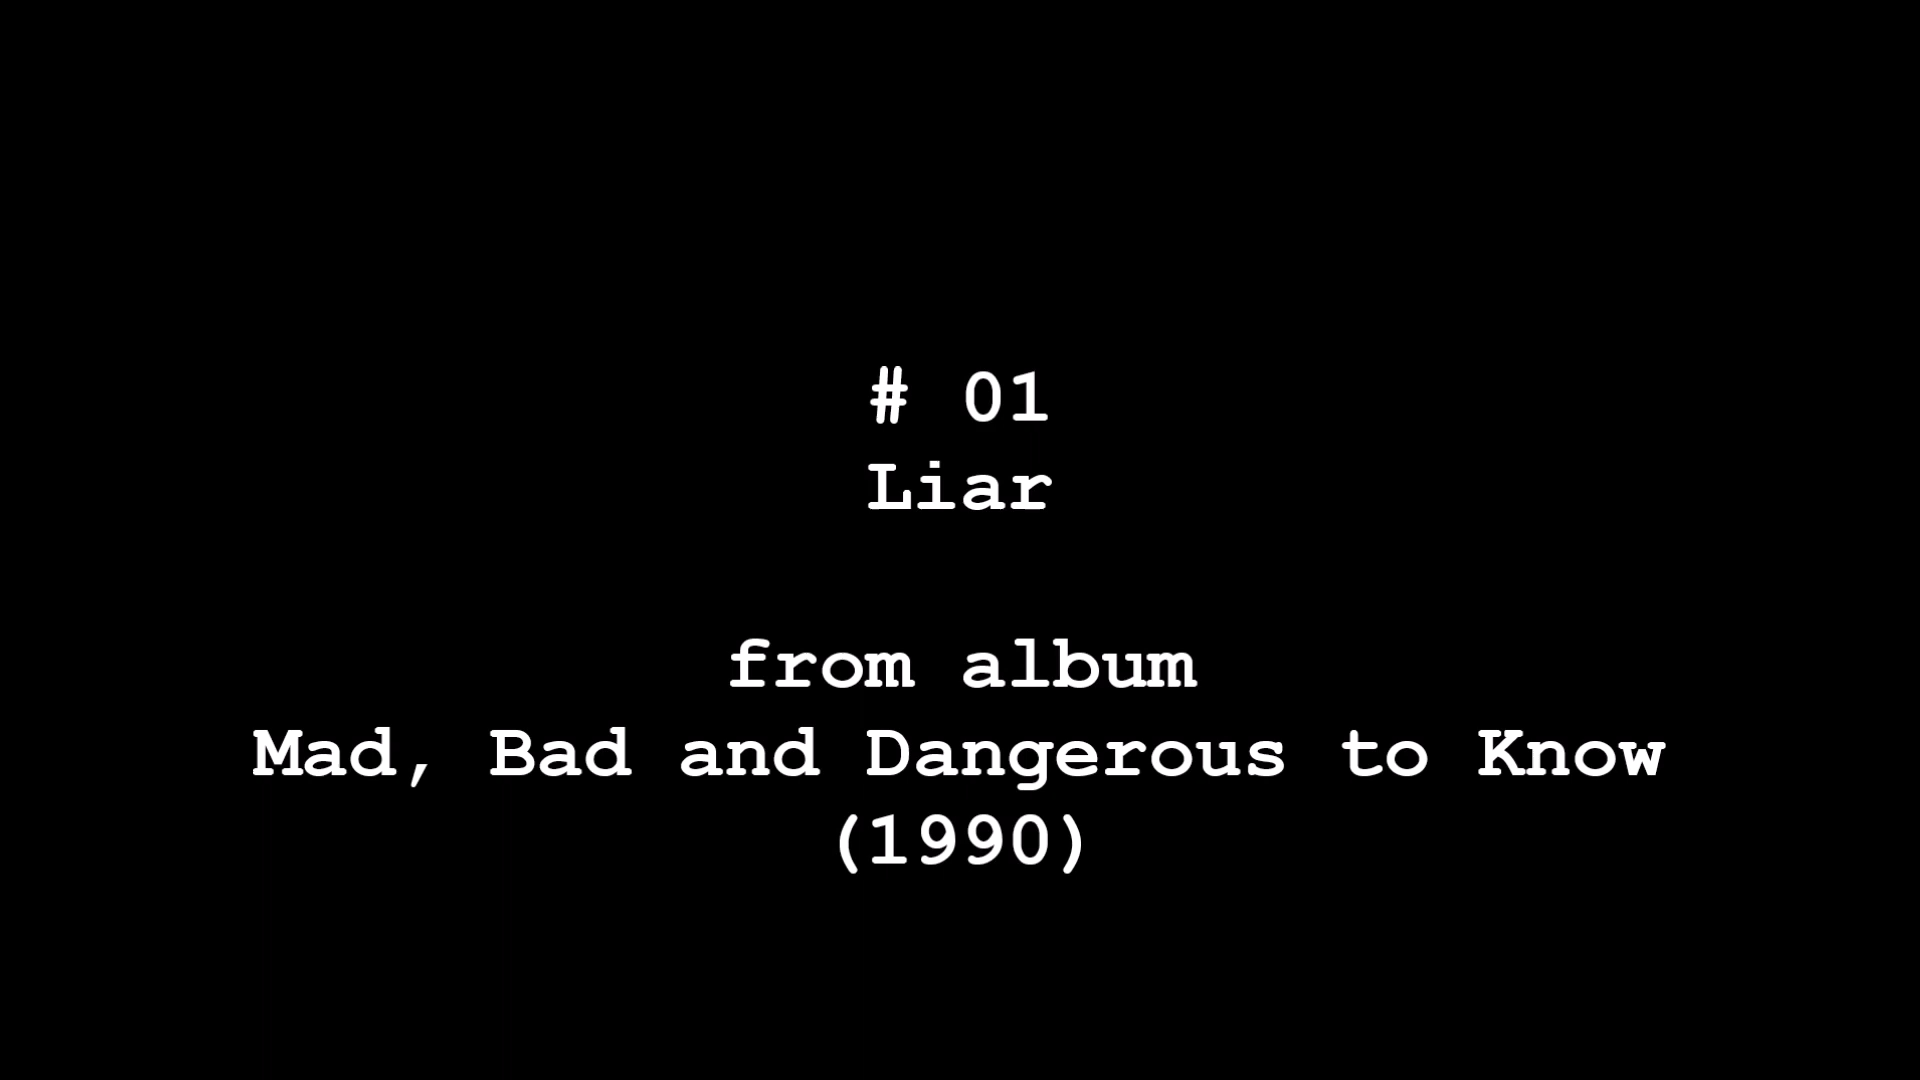 # 01
Liar
from album
Mad, Bad and Dangerous to Know
(1990)